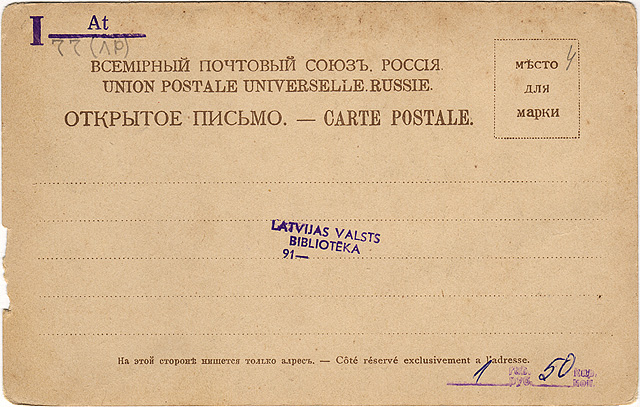 I At
77 (лр)
ВСЕМІРНЫЙ ПОЧТОВЫЙ СОЮЗЪ. РОССІЯ.
UNION POSTALE UNIVERSELLE. RUSSIE.
ОТКРЫТОЕ ПИСЬМО. — CARTE POSTALE.
мѣсто 4
для
марки
LATVIJAS VALSTS
BIBLIOTĒKA
91—
На этой сторонѣ пишется только адресъ. — Côté réservé exclusivement a l'adresse.
1 руб. 50 коп.